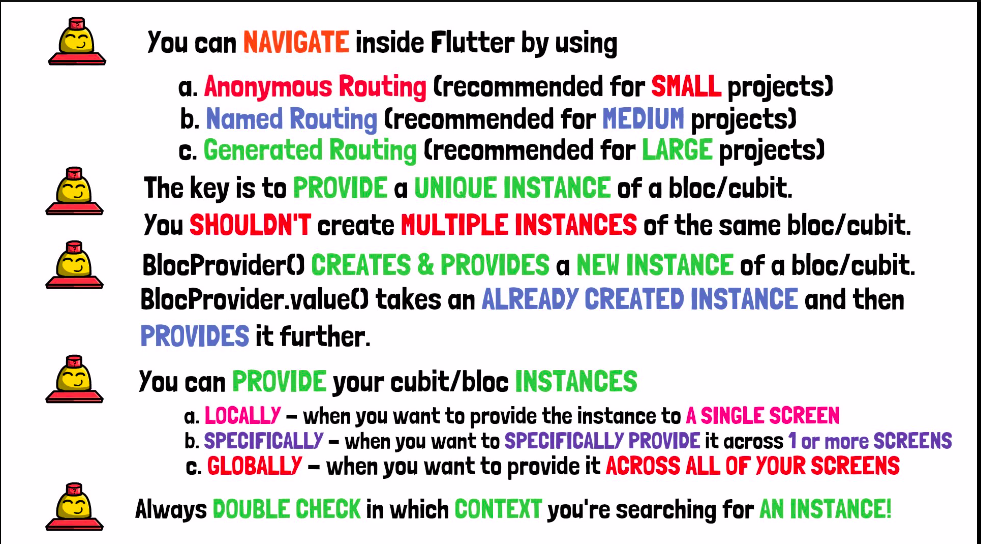 You can NAVIGATE inside Flutter by using
a. Anonymous Routing (recommended for SMALL projects)
b. Named Routing (recommended for MEDIUM projects)
c. Generated Routing (recommended for LARGE projects)
The key is to PROVIDE a UNIQUE INSTANCE of a bloc/cubit.
You SHOULDN'T create MULTIPLE INSTANCES of the same bloc/cubit.
BlocProvider() CREATES & PROVIDES a NEW INSTANCE of a bloc/cubit.
BlocProvider.value() takes an ALREADY CREATED INSTANCE and then
PROVIDES it further.
You can PROVIDE your cubit/bloc INSTANCES
a. LOCALLY – when you want to provide the instance to A SINGLE SCREEN
b. SPECIFICALLY – when you want to SPECIFICALLY PROVIDE it across 1 or more SCREENS
c. GLOBALLY – when you want to provide it ACROSS ALL OF YOUR SCREENS
Always DOUBLE CHECK in which CONTEXT you're searching for AN INSTANCE!